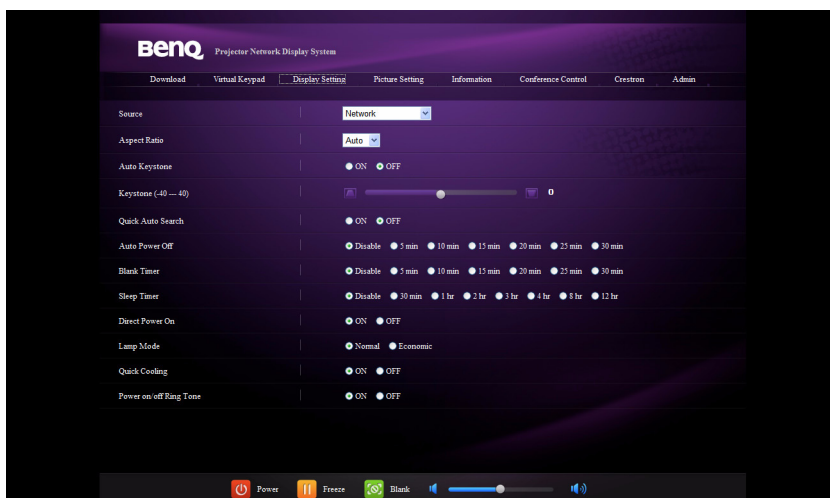 BenQ Projector Network Display System
Download Virtual Keypad Display Setting Picture Setting Information Conference Control Crestron Admin
Source Network
Aspect Ratio Auto
Auto Keystone ON OFF
Keystone (-40 --- 40) 0
Quick Auto Search ON OFF
Auto Power Off Disable 5 min 10 min 15 min 20 min 25 min 30 min
Blank Timer Disable 5 min 10 min 15 min 20 min 25 min 30 min
Sleep Timer Disable 30 min 1 hr 2 hr 3 hr 4 hr 8 hr 12 hr
Direct Power On ON OFF
Lamp Mode Normal Economic
Quick Cooling ON OFF
Power on/off Ring Tone ON OFF
Power Freeze Blank